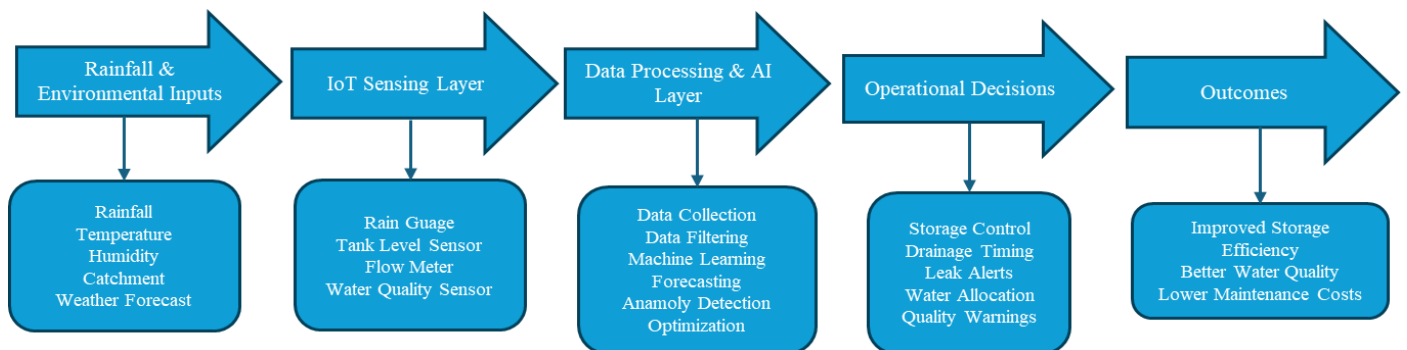 Rainfall &
Environmental Inputs
IoT Sensing Layer
Data Processing & AI
Layer
Operational Decisions
Outcomes
Rainfall
Temperature
Humidity
Catchment
Weather Forecast
Rain Guage
Tank Level Sensor
Flow Meter
Water Quality Sensor
Data Collection
Data Filtering
Machine Learning
Forecasting
Anamoly Detection
Optimization
Storage Control
Drainage Timing
Leak Alerts
Water Allocation
Quality Warnings
Improved Storage
Efficiency
Better Water Quality
Lower Maintenance Costs